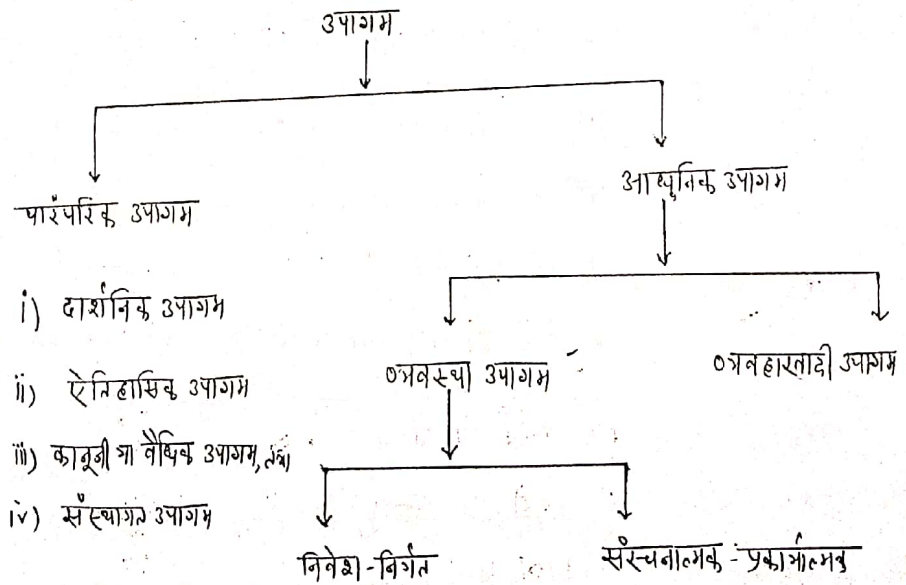 उपागम
पारंपरिक उपागम
आधुनिक उपागम
i) दार्शनिक उपागम
ii) ऐतिहासिक उपागम
iii) कानूनी या वैधिक उपागम, तथा
iv) संस्थागत उपागम
व्यवस्था उपागम
व्यवहारवादी उपागम
निवेश-निर्गत
संरचनात्मक-प्रकार्यात्मक